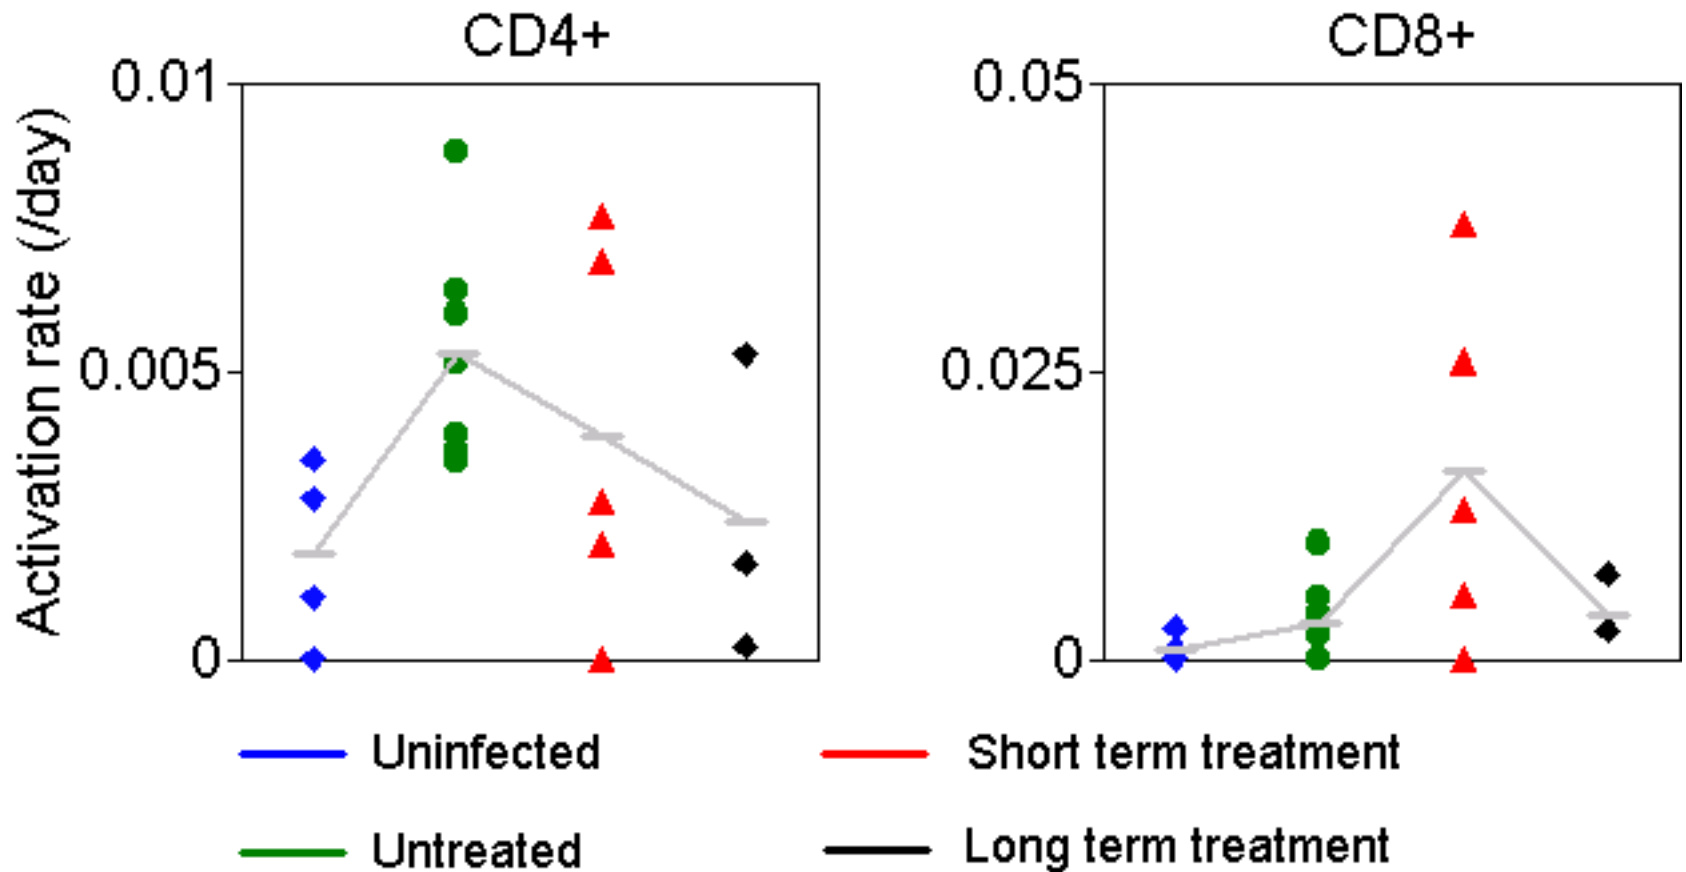 CD4+
CD8+
0.01
0.05
Activation rate (/day)
0.005
0.025
0
0
Uninfected
Short term treatment
Untreated
Long term treatment